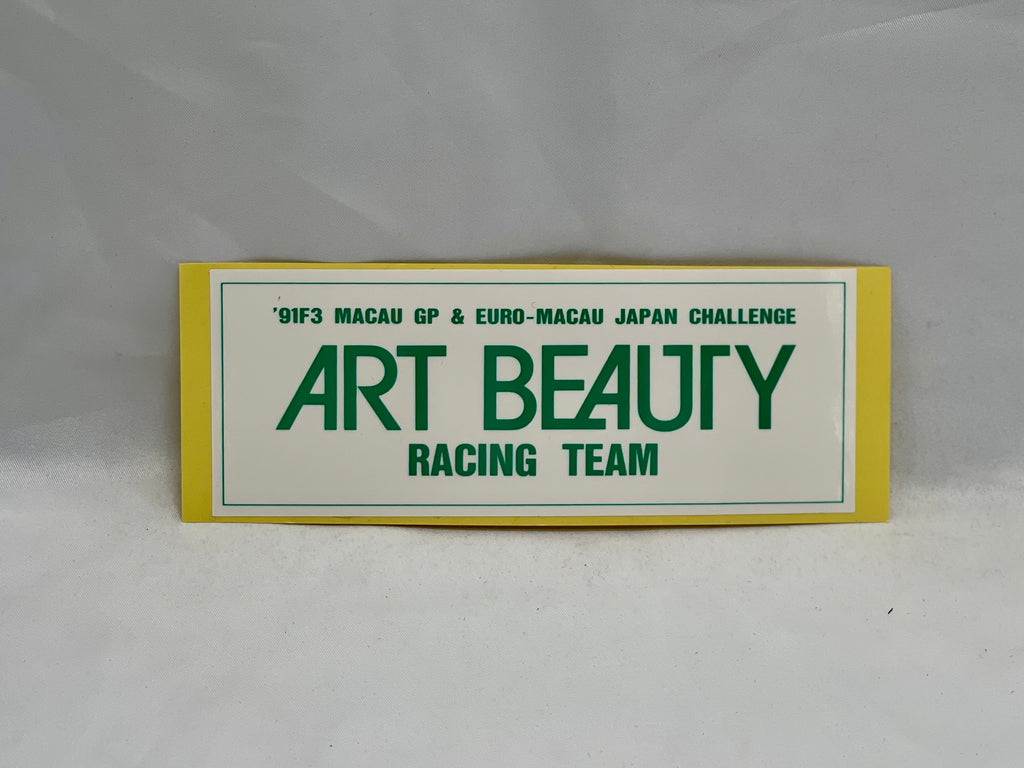 '91F3 MACAU GP & EURO-MACAU JAPAN CHALLENGE
ART BEAUTY
RACING TEAM